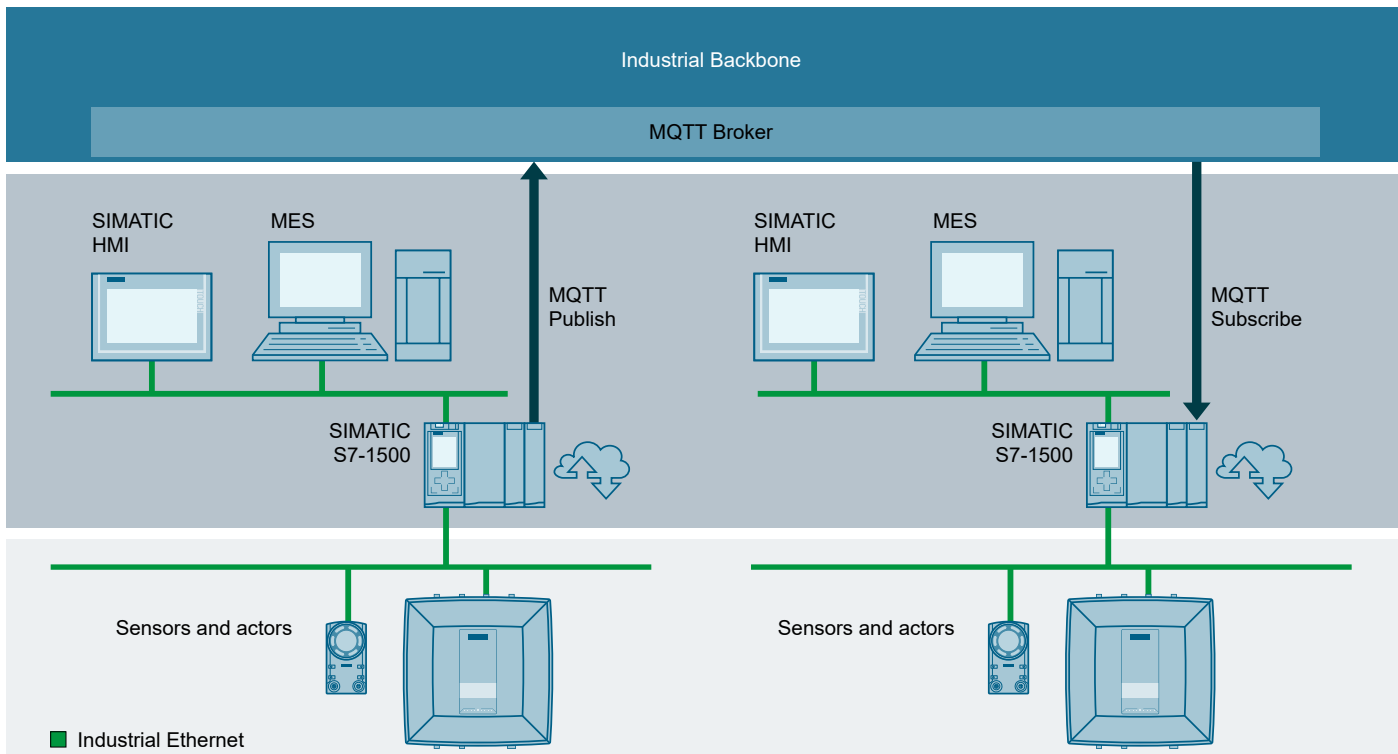 Industrial Backbone
MQTT Broker
SIMATIC
HMI
MES
MQTT
Publish
SIMATIC
S7-1500
SIMATIC
HMI
MES
MQTT
Subscribe
SIMATIC
S7-1500
Sensors and actors
Sensors and actors
Industrial Ethernet